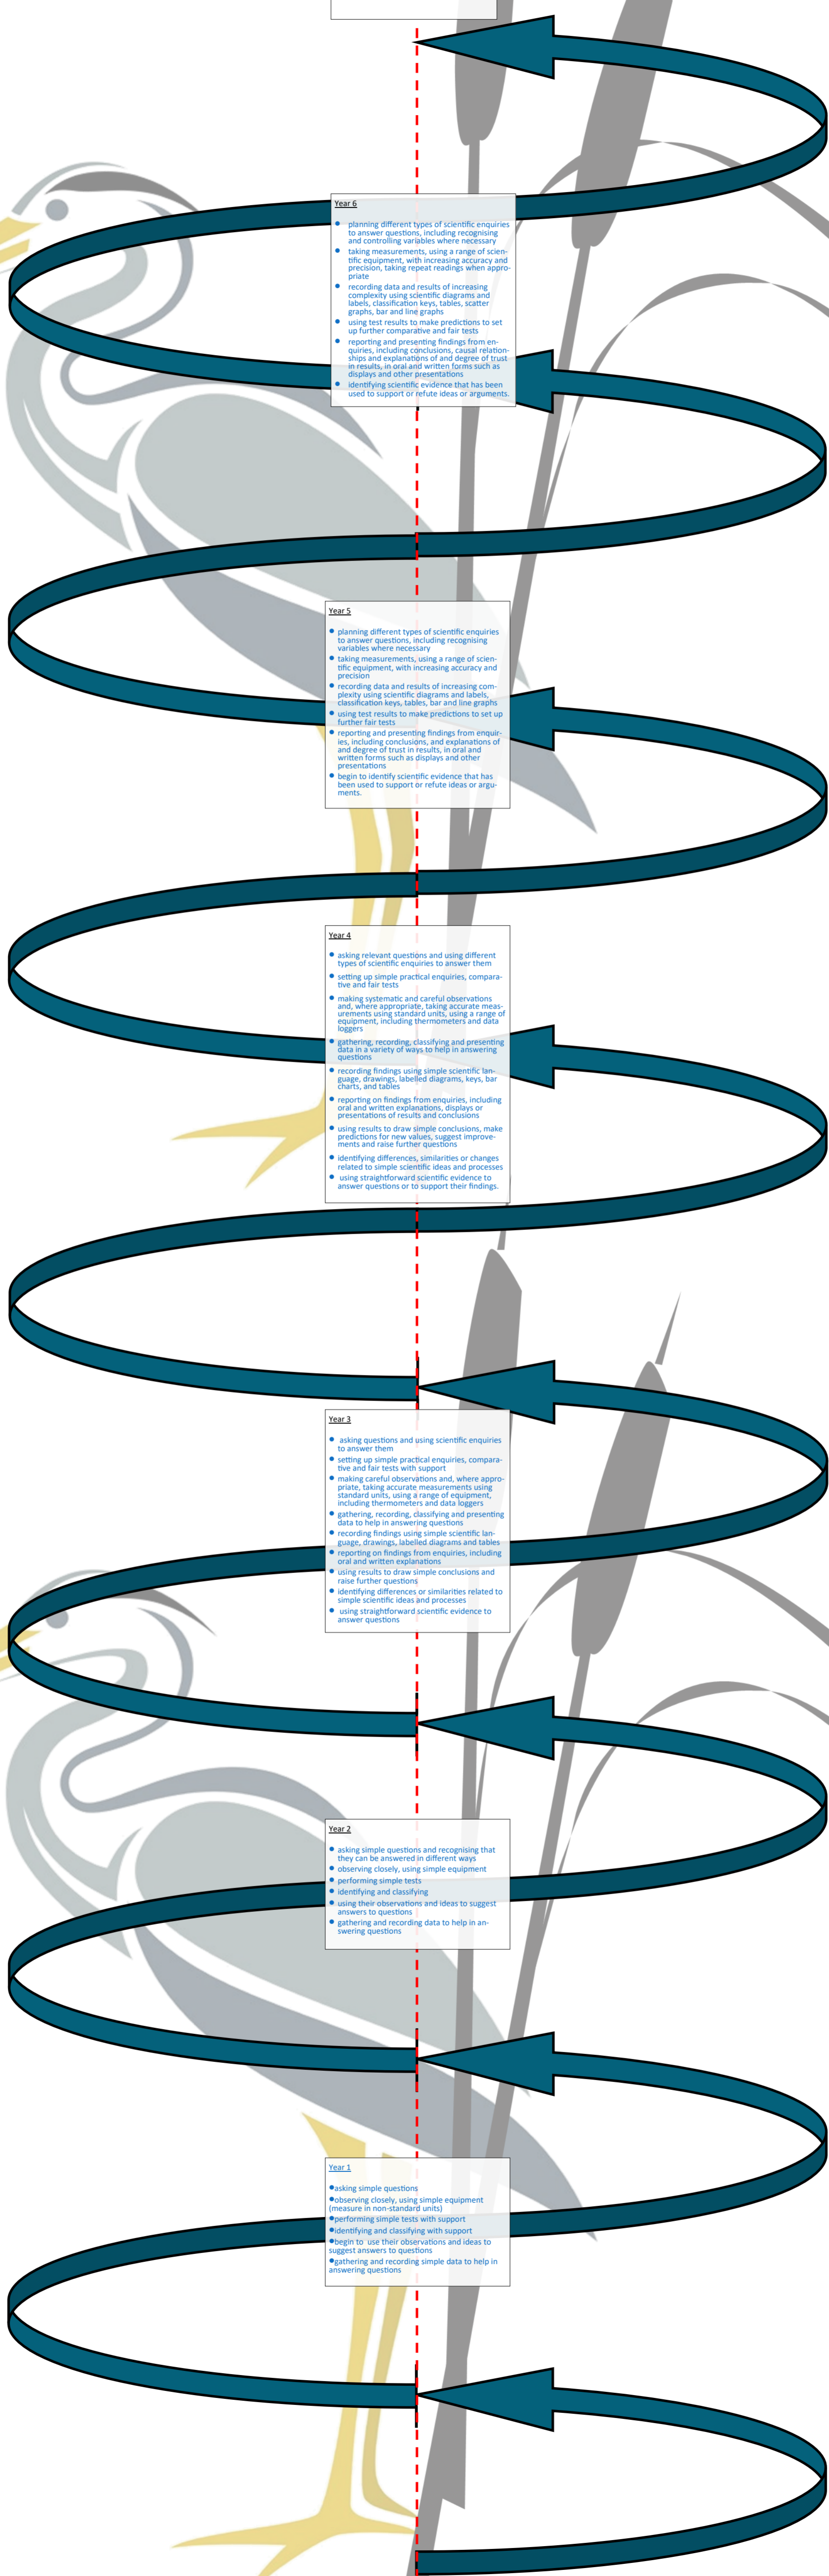 Year 6
• planning different types of scientific enquiries
to answer questions, including recognising
and controlling variables where necessary
• taking measurements, using a range of scien-
tific equipment, with increasing accuracy and
precision, taking repeat readings when appro-
priate
• recording data and results of increasing
complexity using scientific diagrams and
labels, classification keys, tables, scatter
graphs, bar and line graphs
• using test results to make predictions to set
up further comparative and fair tests
• reporting and presenting findings from en-
quiries, including conclusions, causal relation-
ships and explanations of and degree of trust
in results, in oral and written forms such as
displays and other presentations
• identifying scientific evidence that has been
used to support or refute ideas or arguments.
Year 5
• planning different types of scientific enquiries
to answer questions, including recognising
variables where necessary
• taking measurements, using a range of scien-
tific equipment, with increasing accuracy and
precision
• recording data and results of increasing com-
plexity using scientific diagrams and labels,
classification keys, tables, bar and line graphs
• using test results to make predictions to set up
further fair tests
• reporting and presenting findings from enquir-
ies, including conclusions, and explanations of
and degree of trust in results, in oral and
written forms such as displays and other
presentations
• begin to identify scientific evidence that has
been used to support or refute ideas or argu-
ments.
Year 4
• asking relevant questions and using different
types of scientific enquiries to answer them
• setting up simple practical enquiries, compara-
tive and fair tests
• making systematic and careful observations
and, where appropriate, taking accurate meas-
urements using standard units, using a range of
equipment, including thermometers and data
loggers
• gathering, recording, classifying and presenting
data in a variety of ways to help in answering
questions
• recording findings using simple scientific lan-
guage, drawings, labelled diagrams, keys, bar
charts, and tables
• reporting on findings from enquiries, including
oral and written explanations, displays or
presentations of results and conclusions
• using results to draw simple conclusions, make
predictions for new values, suggest improve-
ments and raise further questions
• identifying differences, similarities or changes
related to simple scientific ideas and processes
• using straightforward scientific evidence to
answer questions or to support their findings.
Year 3
• asking questions and using scientific enquiries
to answer them
• setting up simple practical enquiries, compara-
tive and fair tests with support
• making careful observations and, where appro-
priate, taking accurate measurements using
standard units, using a range of equipment,
including thermometers and data loggers
• gathering, recording, classifying and presenting
data to help in answering questions
• recording findings using simple scientific lan-
guage, drawings, labelled diagrams and tables
• reporting on findings from enquiries, including
oral and written explanations
• using results to draw simple conclusions and
raise further questions
• identifying differences or similarities related to
simple scientific ideas and processes
• using straightforward scientific evidence to
answer questions
Year 2
• asking simple questions and recognising that
they can be answered in different ways
• observing closely, using simple equipment
• performing simple tests
• identifying and classifying
• using their observations and ideas to suggest
answers to questions
• gathering and recording data to help in an-
swering questions
Year 1
•asking simple questions
•observing closely, using simple equipment
(measure in non-standard units)
•performing simple tests with support
•identifying and classifying with support
•begin to use their observations and ideas to
suggest answers to questions
•gathering and recording simple data to help in
answering questions